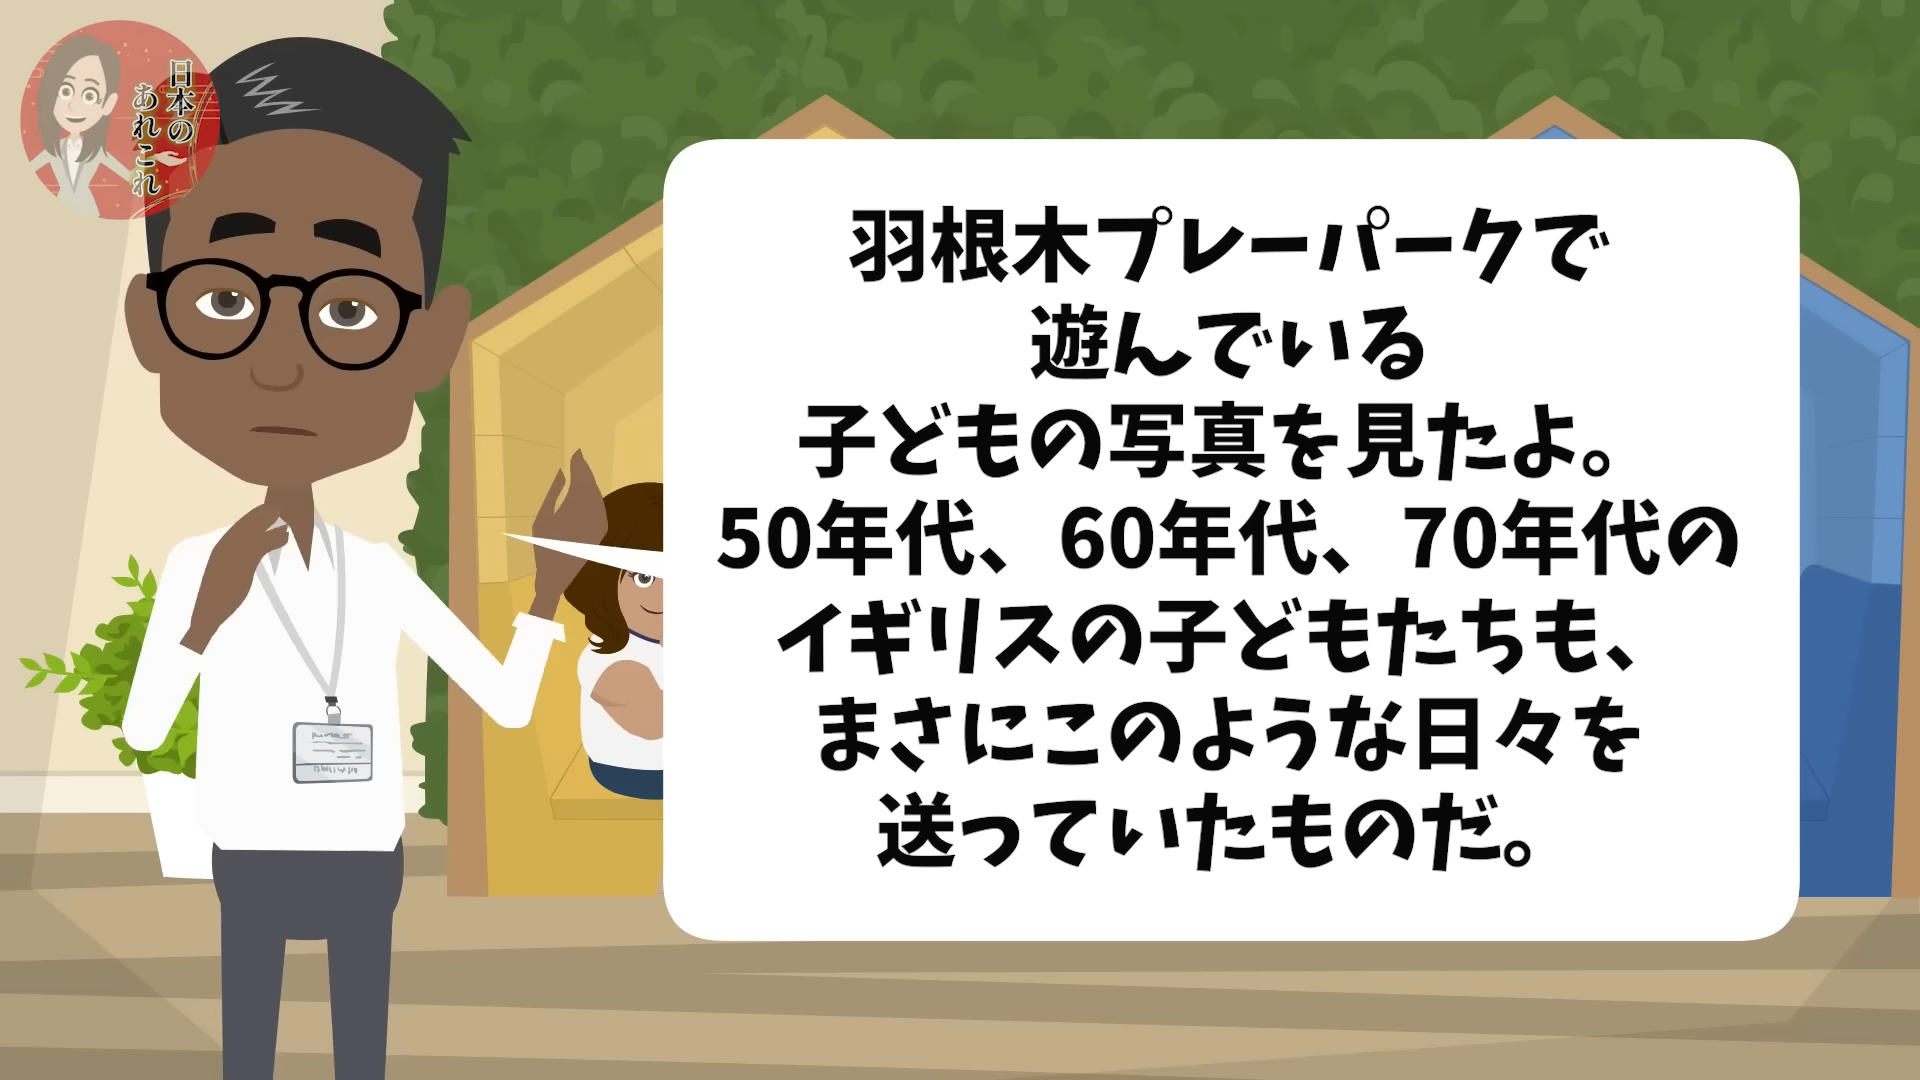 日本の
あれこれ
羽根木プレーパークで
遊んでいる
子どもの写真を見たよ。
50年代、60年代、70年代の
イギリスの子どもたちも、
まさにこのような日々を
送っていたものだ。